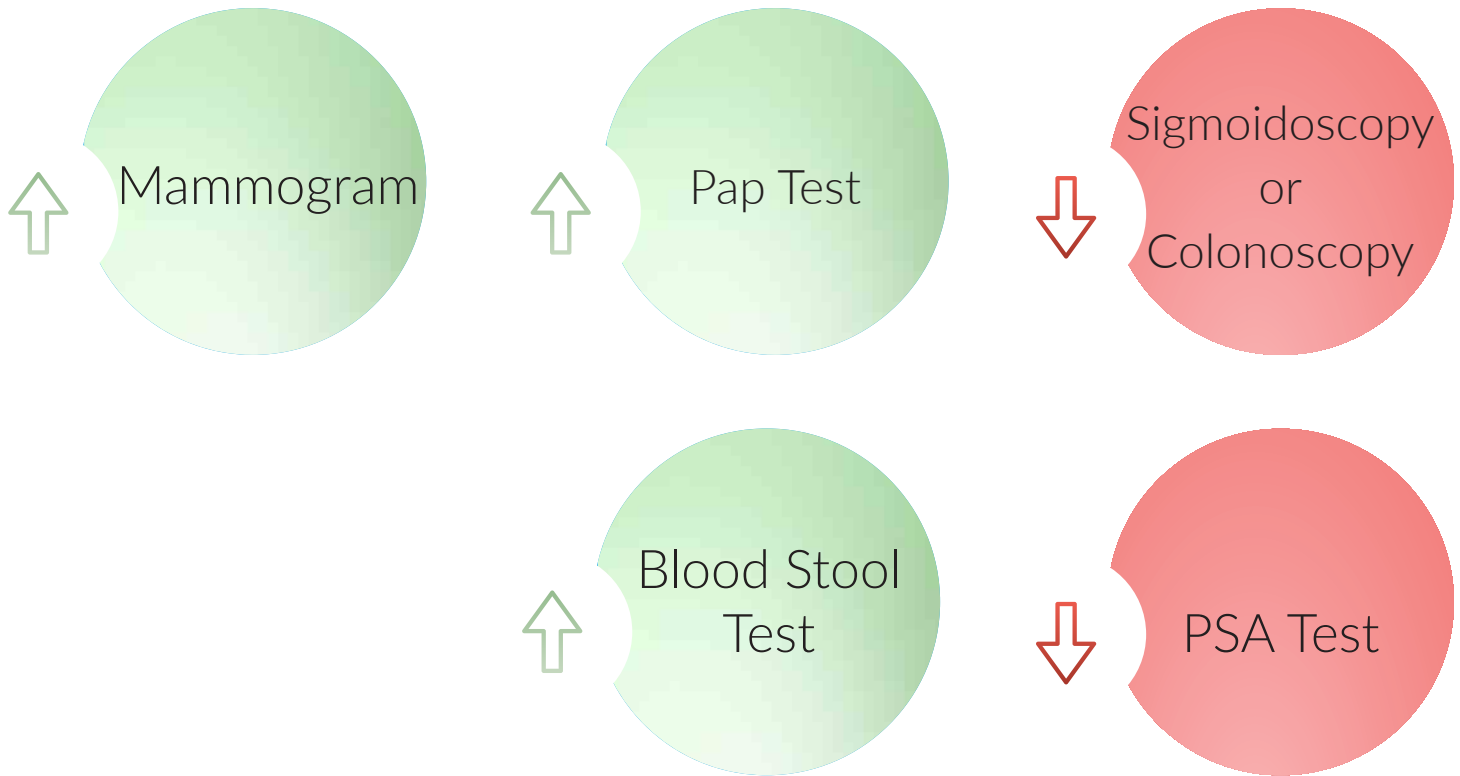 Mammogram
Pap Test
Sigmoidoscopy
or
Colonoscopy
Blood Stool
Test
PSA Test